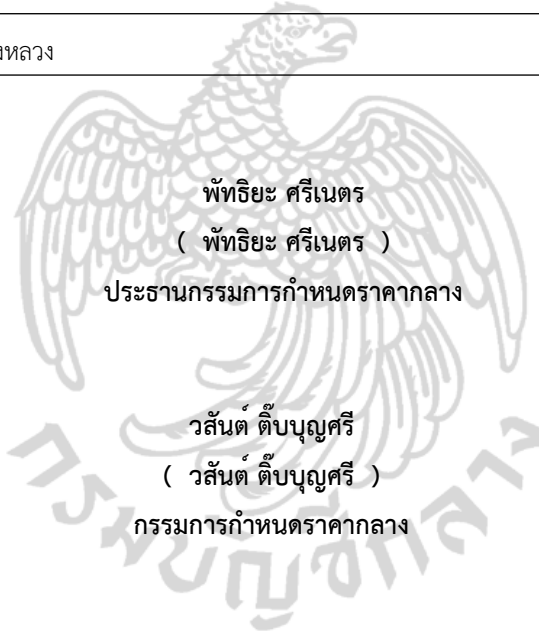 พัทธิยะ ศรีเนตร
( พัทธิยะ ศรีเนตร )
ประธานกรรมการกำหนดราคากลาง
วสันต์ ติ๊บบุญศรี
( วสันต์ ติ๊บบุญศรี )
กรรมการกำหนดราคากลาง
กรมบัญชีกลาง